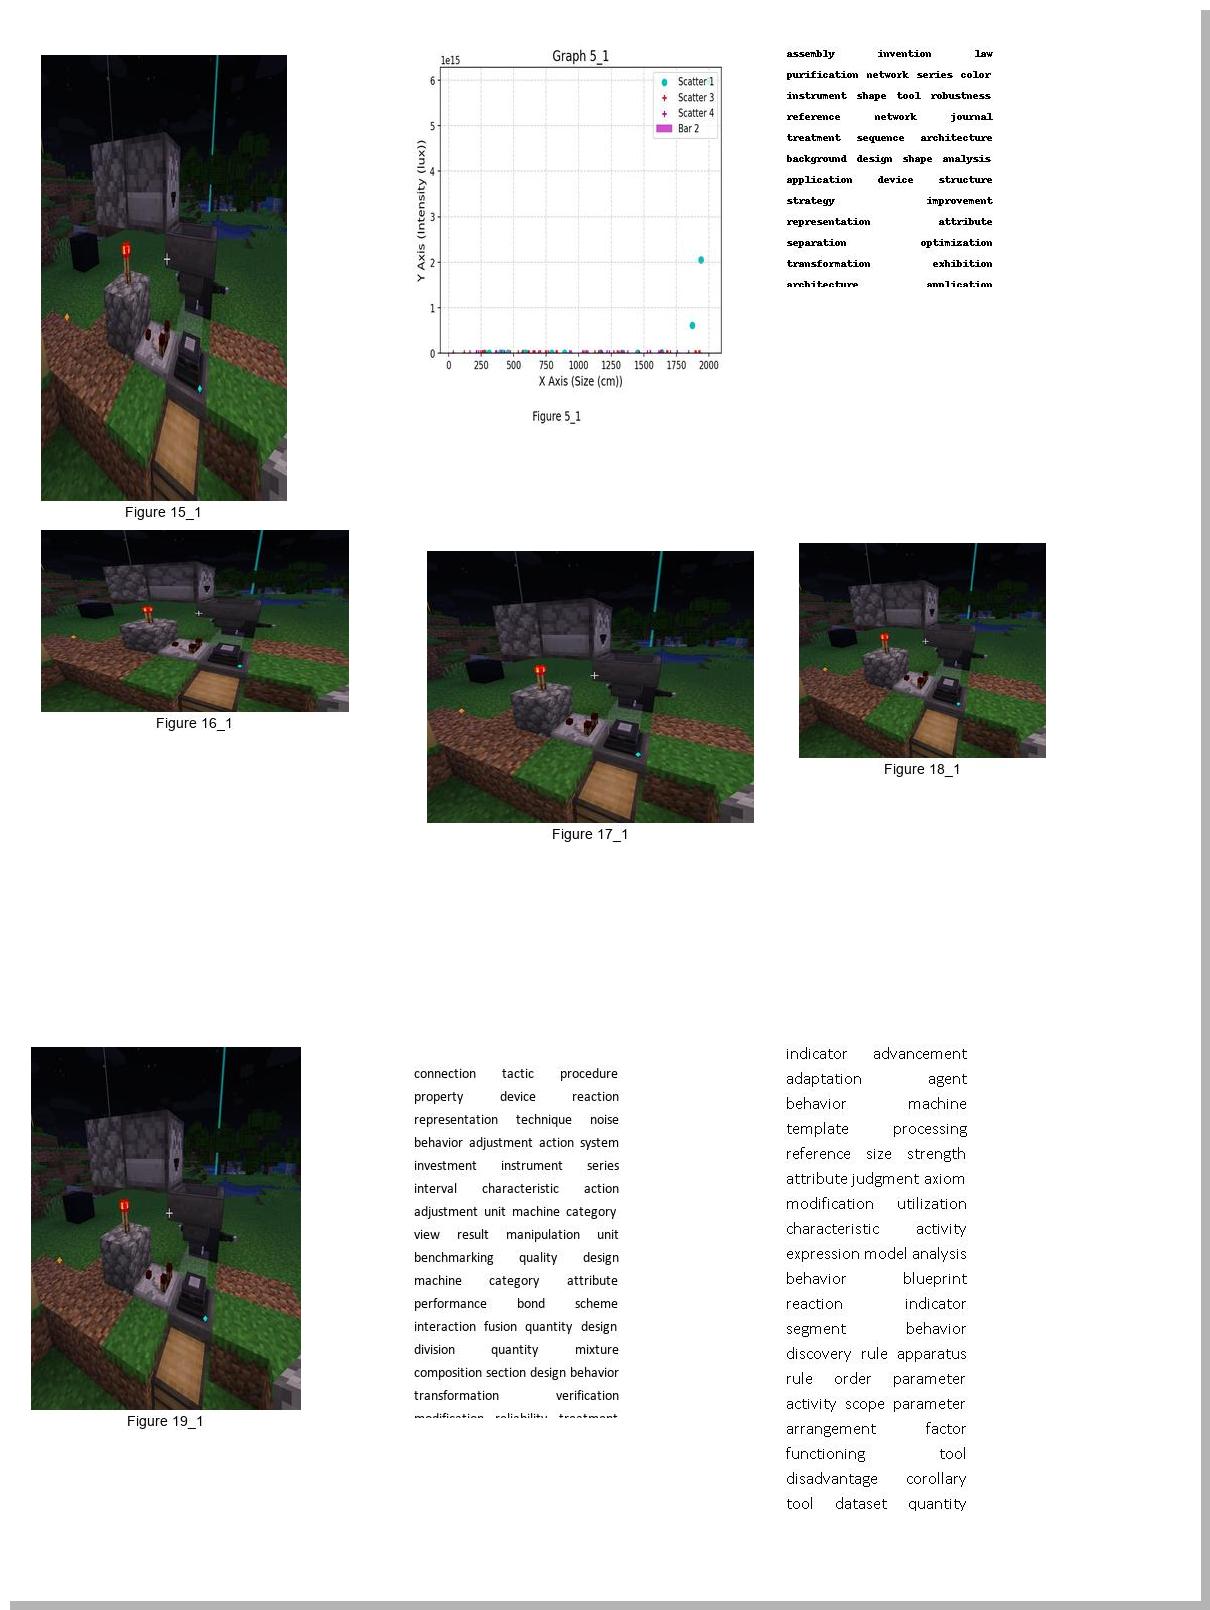 Graph 5_1
1e15
6
5
4
3
2
1
0
Y Axis (Intensity (lux))
Scatter 1
Scatter 3
Scatter 4
Bar 2
0 250 500 750 1000 1250 1500 1750 2000
X Axis (Size (cm))
Figure 5_1
assembly invention law
purification network series color
instrument shape tool robustness
reference network journal
treatment sequence architecture
background design shape analysis
application device structure
strategy improvement
representation attribute
separation optimization
transformation exhibition
architecture application
Figure 15_1
Figure 16_1
Figure 17_1
Figure 18_1
Figure 19_1
connection tactic procedure
property device reaction
representation technique noise
behavior adjustment action system
investment instrument series
interval characteristic action
adjustment unit machine category
view result manipulation unit
benchmarking quality design
machine category attribute
performance bond scheme
interaction fusion quantity design
division quantity mixture
composition section design behavior
transformation verification
modification reliability treatment
indicator advancement
adaptation agent
behavior machine
template processing
reference size strength
attribute judgment axiom
modification utilization
characteristic activity
expression model analysis
behavior blueprint
reaction indicator
segment behavior
discovery rule apparatus
rule order parameter
activity scope parameter
arrangement factor
functioning tool
disadvantage corollary
tool dataset quantity